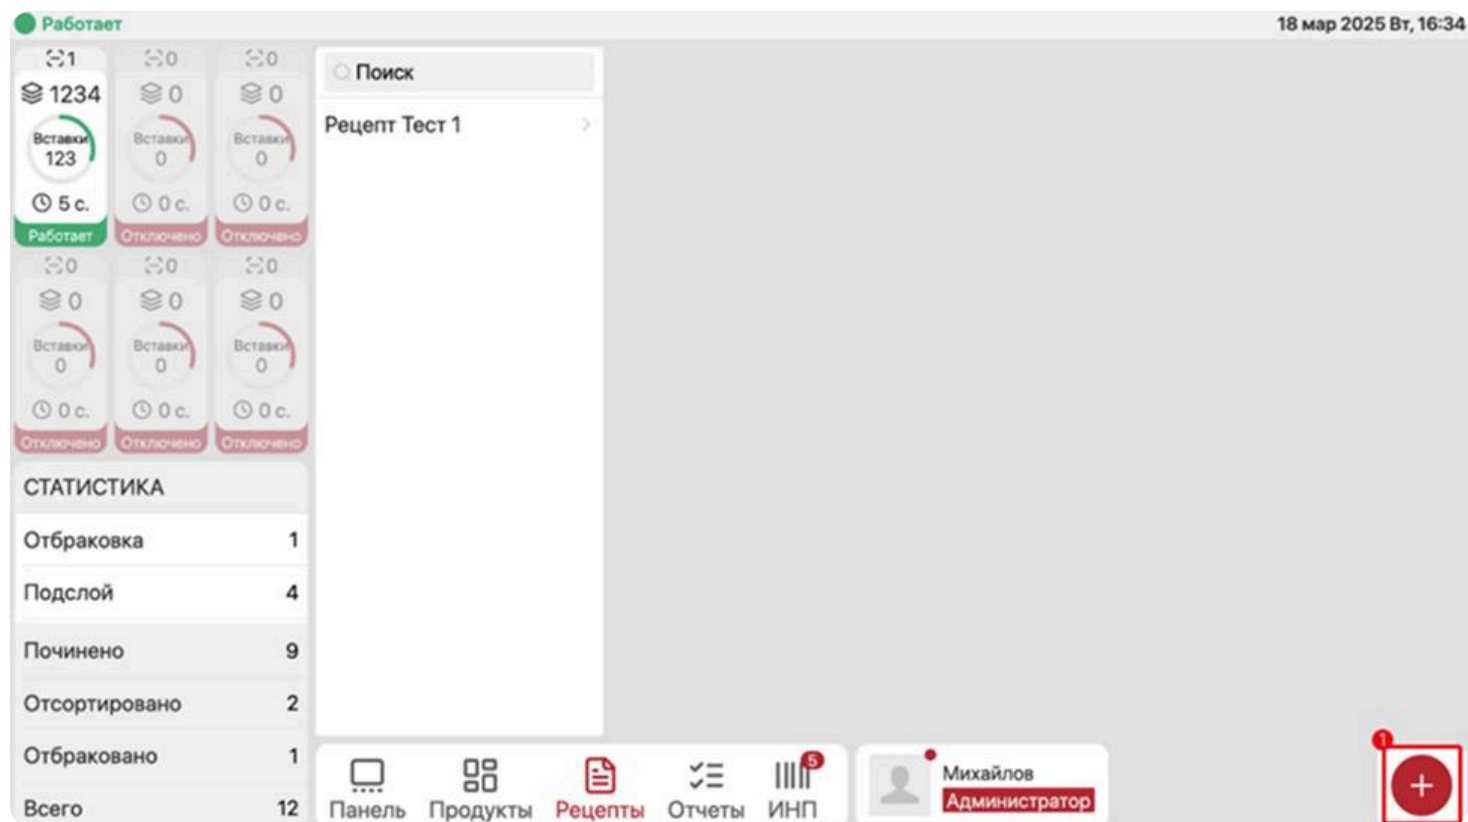 Работает
18 мар 2025 Вт, 16:34
1 0 0
1234 0 0
Вставки Вставки Вставки
123 0 0
5 с. 0 с. 0 с.
Работает Отключено Отключено
0 0 0
0 0 0
Вставки Вставки Вставки
0 0 0
0 с. 0 с. 0 с.
Отключено Отключено Отключено
СТАТИСТИКА
Отбраковка 1
Подслой 4
Починено 9
Отсортировано 2
Отбраковано 1
Всего 12
Поиск
Рецепт Тест 1
5
Панель Продукты Рецепты Отчеты ИНП
Михайлов
Администратор
1
+